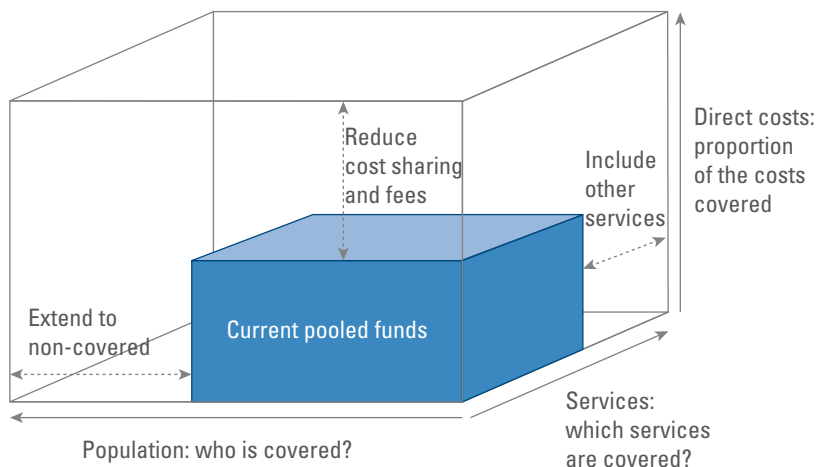 Reduce
cost sharing
and fees
Include
other
services
Direct costs:
proportion
of the costs
covered
Extend to
non-covered
Current pooled funds
Population: who is covered?
Services:
which services
are covered?